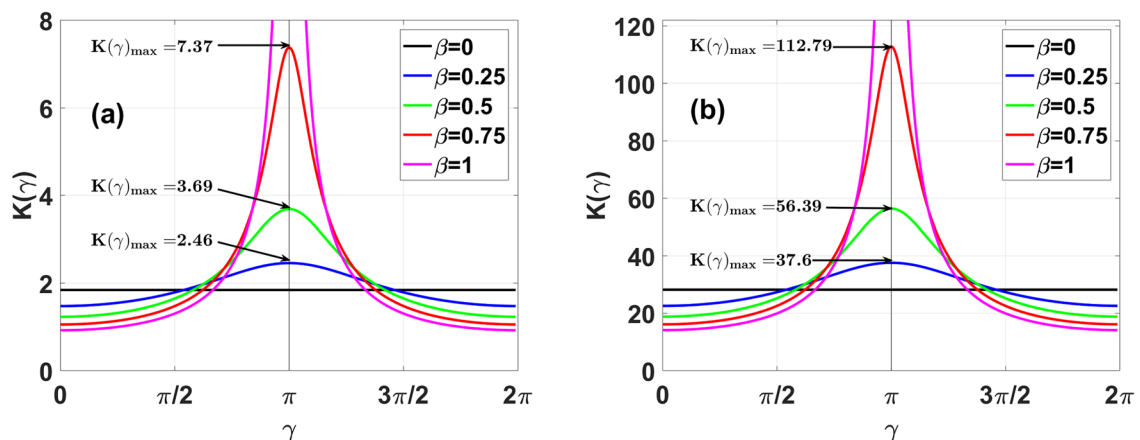 8
6
4
2
0
K(γ)
K(γ)max=7.37
(a)
K(γ)max=3.69
K(γ)max=2.46
β=0
β=0.25
β=0.5
β=0.75
β=1
0
π/2
π
3π/2
2π
γ
120
100
80
60
40
20
0
K(γ)
K(γ)max=112.79
(b)
K(γ)max=56.39
K(γ)max=37.6
β=0
β=0.25
β=0.5
β=0.75
β=1
0
π/2
π
3π/2
2π
γ